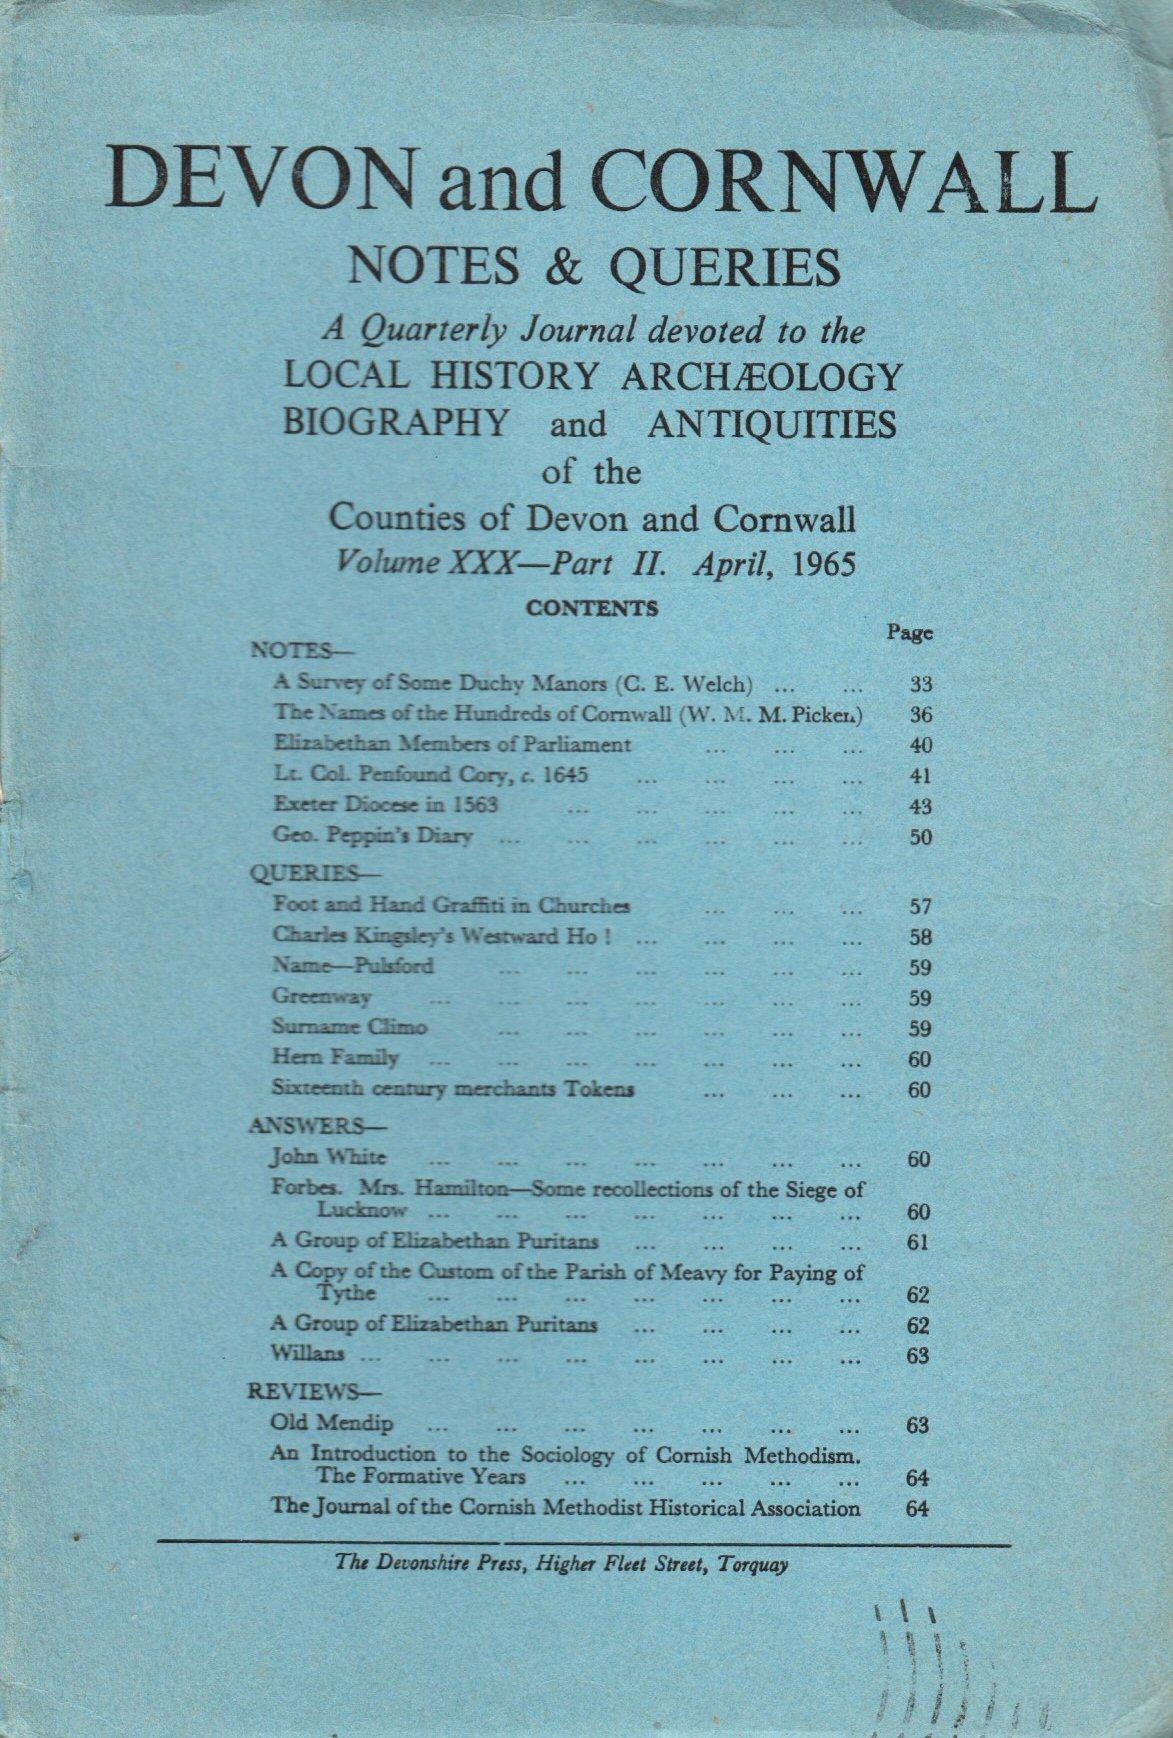 DEVON and CORNWALL
NOTES & QUERIES
A Quarterly Journal devoted to the
LOCAL HISTORY ARCHÆOLOGY
BIOGRAPHY and ANTIQUITIES
of the
Counties of Devon and Cornwall
Volume XXX—Part II. April, 1965
CONTENTS
Page
NOTES—
A Survey of Some Duchy Manors (C. E. Welch) ... ... 33
The Names of the Hundreds of Cornwall (W. M. M. Picken) 36
Elizabethan Members of Parliament ... ... ... 40
Lt. Col. Penfound Cory, c. 1645 ... ... ... ... 41
Exeter Diocese in 1563 ... ... ... ... ... 43
Geo. Peppin's Diary ... ... ... ... ... ... 50
QUERIES—
Foot and Hand Graffiti in Churches ... ... ... 57
Charles Kingsley's Westward Ho ! ... ... ... ... 58
Name—Pulsford ... ... ... ... ... ... 59
Greenway ... ... ... ... ... ... ... 59
Surname Climo ... ... ... ... ... ... 59
Hern Family ... ... ... ... ... ... ... 60
Sixteenth century merchants Tokens ... ... ... 60
ANSWERS—
John White ... ... ... ... ... ... ... 60
Forbes. Mrs. Hamilton—Some recollections of the Siege of
Lucknow ... ... ... ... ... ... ... 60
A Group of Elizabethan Puritans ... ... ... ... 61
A Copy of the Custom of the Parish of Meavy for Paying of
Tythe ... ... ... ... ... ... ... 62
A Group of Elizabethan Puritans ... ... ... ... 62
Willans ... ... ... ... ... ... ... ... 63
REVIEWS—
Old Mendip ... ... ... ... ... ... ... 63
An Introduction to the Sociology of Cornish Methodism.
The Formative Years ... ... ... ... ... 64
The Journal of the Cornish Methodist Historical Association 64
The Devonshire Press, Higher Fleet Street, Torquay